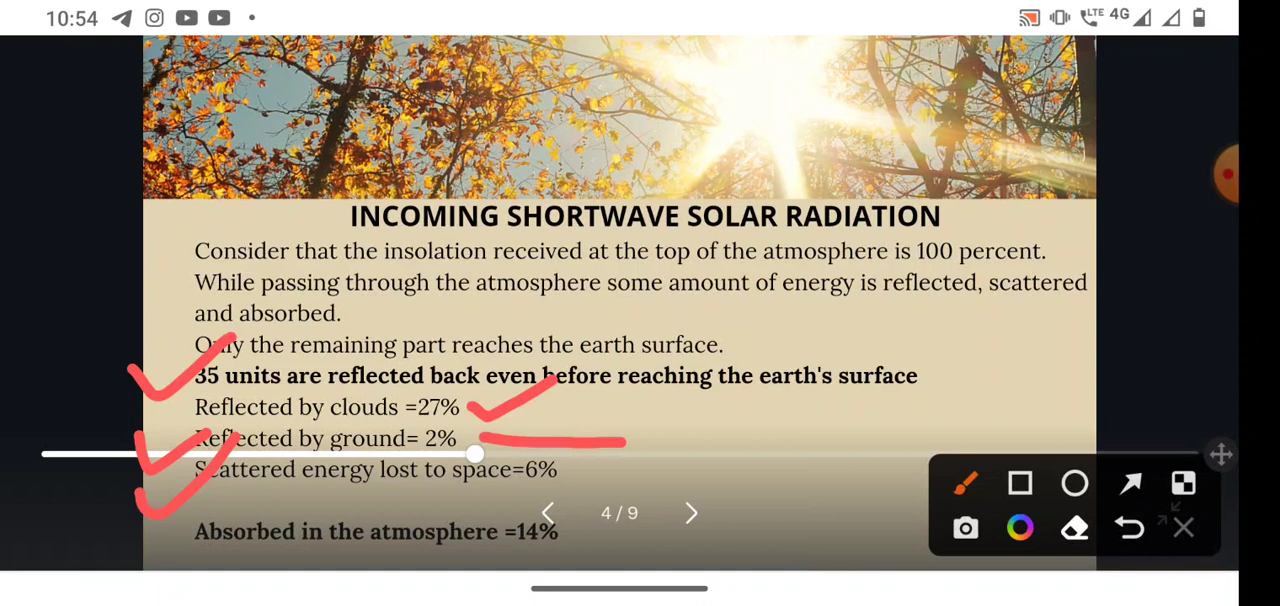 10:54
LTE 4G
INCOMING SHORTWAVE SOLAR RADIATION
Consider that the insolation received at the top of the atmosphere is 100 percent.
While passing through the atmosphere some amount of energy is reflected, scattered
and absorbed.
Only the remaining part reaches the earth surface.
35 units are reflected back even before reaching the earth's surface
Reflected by clouds =27%
Reflected by ground= 2%
Scattered energy lost to space=6%
4 / 9
Absorbed in the atmosphere =14%